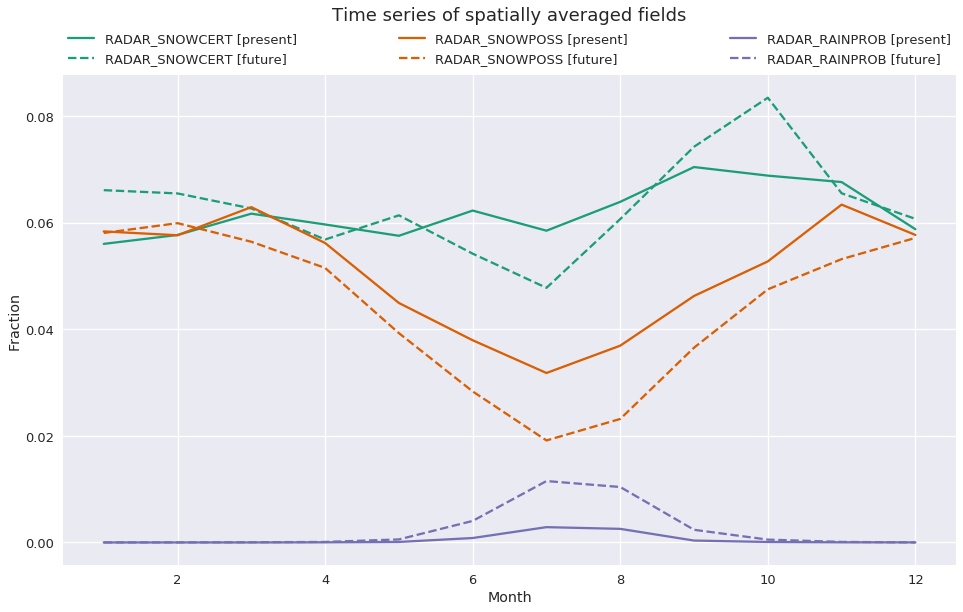 Time series of spatially averaged fields
RADAR_SNOWCERT [present] RADAR_SNOWPOSS [present] RADAR_RAINPROB [present]
RADAR_SNOWCERT [future] RADAR_SNOWPOSS [future] RADAR_RAINPROB [future]
Fraction
0.08
0.06
0.04
0.02
0.00
2 4 6 8 10 12
Month